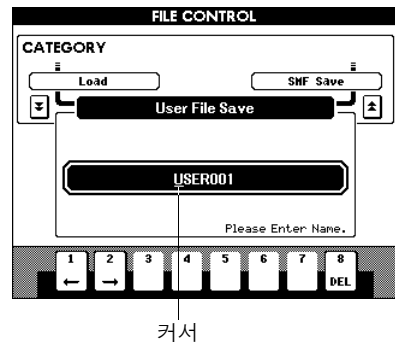 FILE CONTROL
CATEGORY
Load SMF Save
User File Save
USER001
Please Enter Name.
1 2 3 4 5 6 7 8
← → DEL
커서